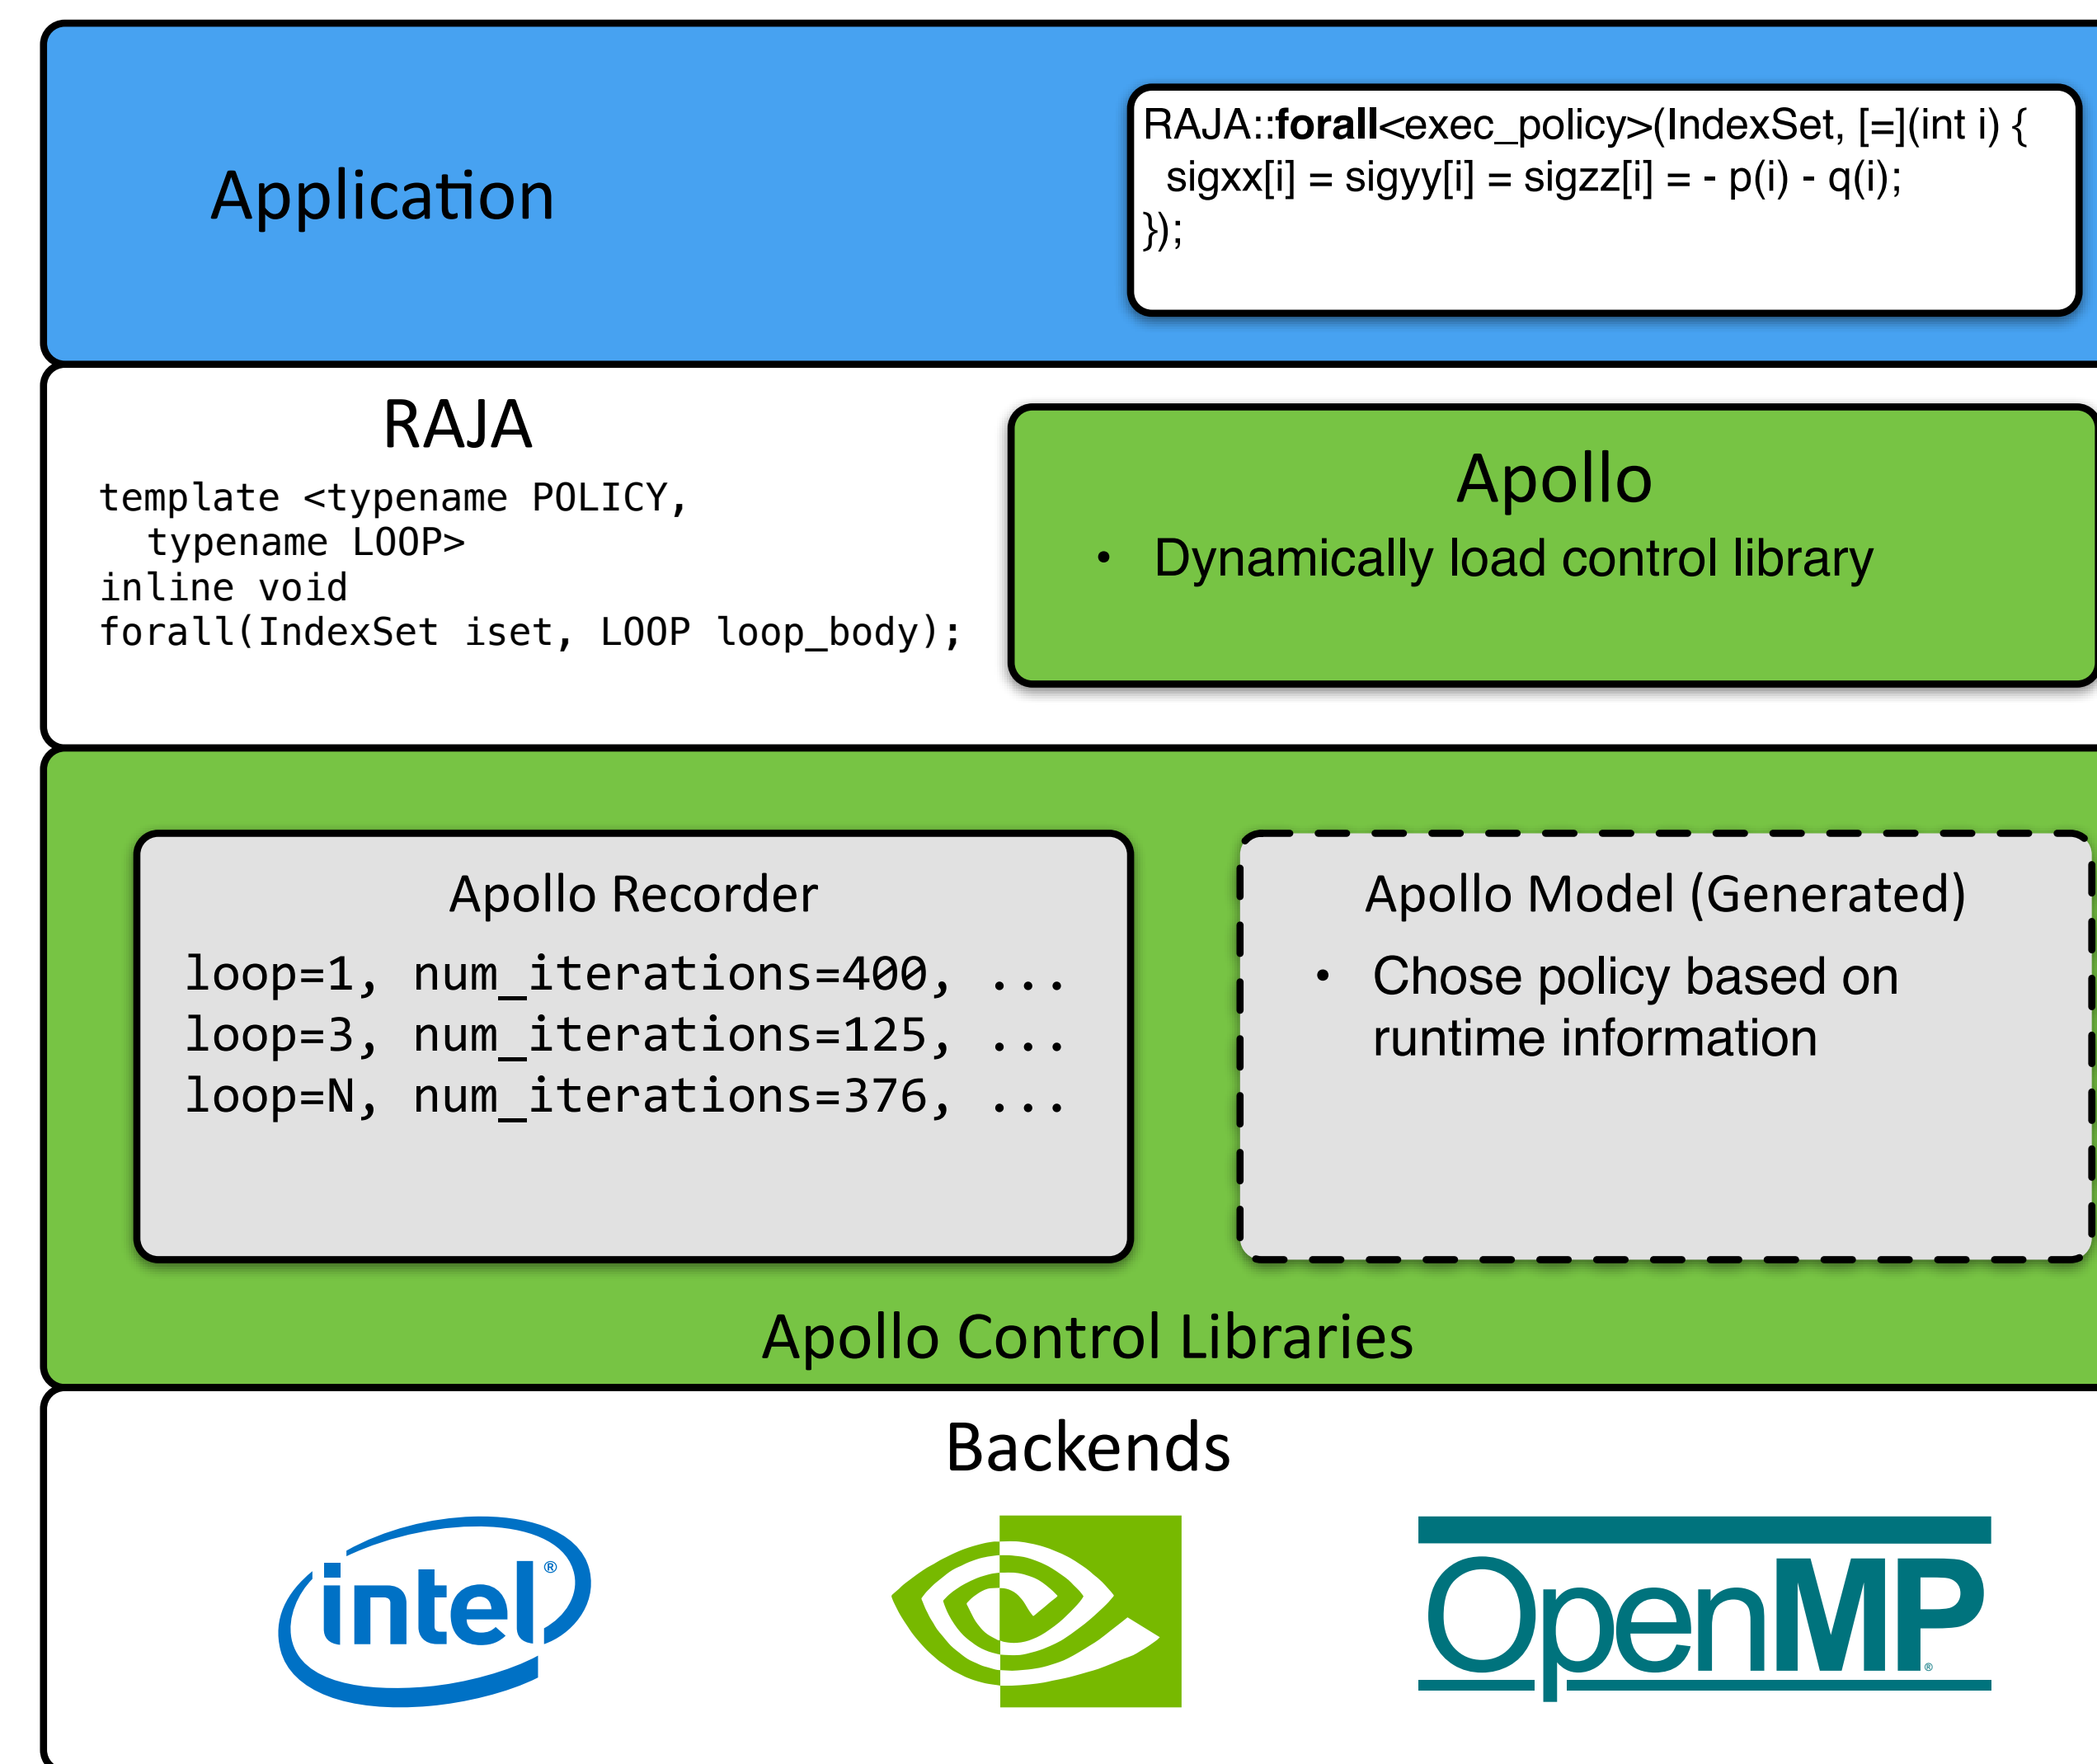 Application
RAJA::forall<exec_policy>(IndexSet, [=](int i) {
sigxx[i] = sigyy[i] = sigzz[i] = - p(i) - q(i);
});
RAJA
template <typename POLICY,
typename LOOP>
inline void
forall(IndexSet iset, LOOP loop_body);
Apollo
• Dynamically load control library
Apollo Recorder
loop=1, num_iterations=400, ...
loop=3, num_iterations=125, ...
loop=N, num_iterations=376, ...
Apollo Model (Generated)
• Chose policy based on
runtime information
Apollo Control Libraries
Backends
intel®
OpenMP®